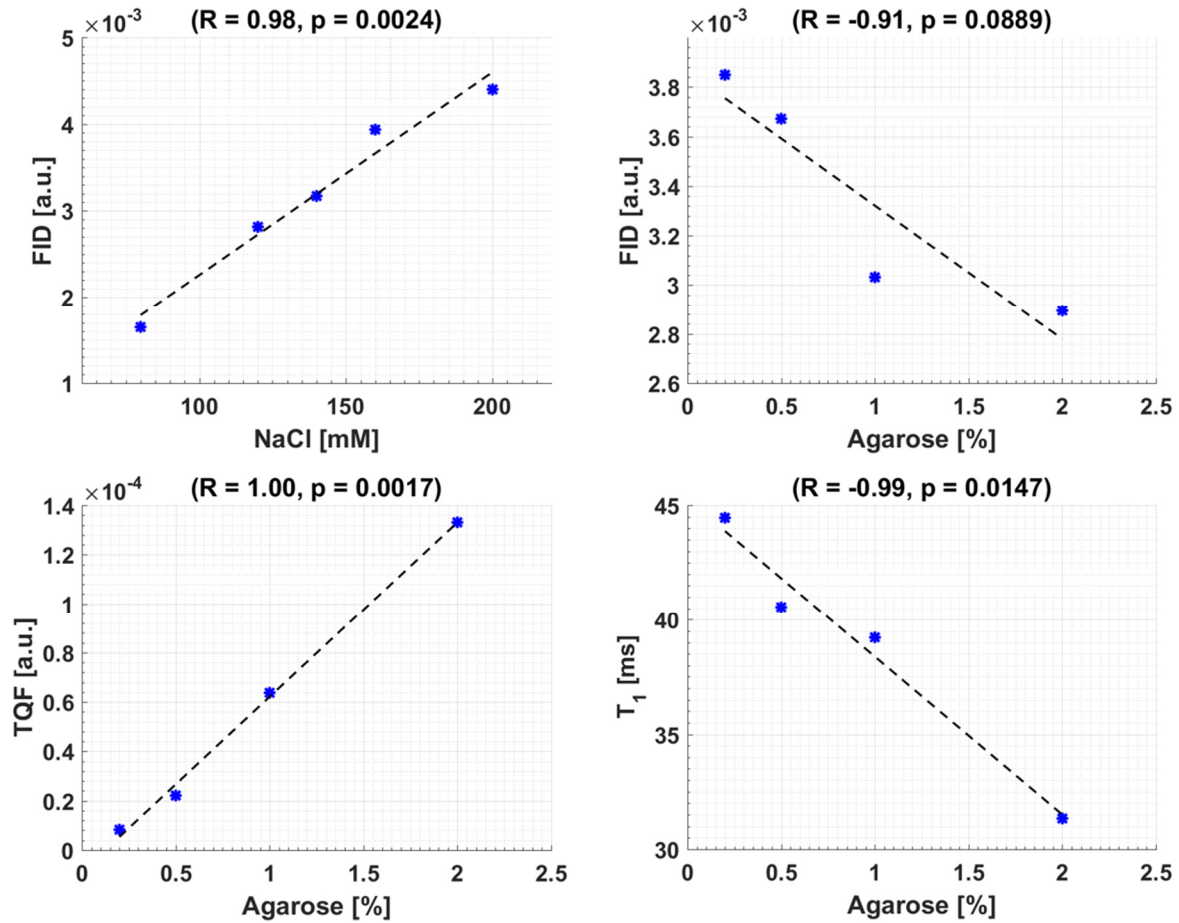 ×10⁻³
(R = 0.98, p = 0.0024)
5
4
3
2
1
FID [a.u.]
100 150 200
NaCl [mM]
×10⁻³
(R = -0.91, p = 0.0889)
3.8
3.6
3.4
3.2
3
2.8
2.6
FID [a.u.]
0 0.5 1 1.5 2 2.5
Agarose [%]
×10⁻⁴
(R = 1.00, p = 0.0017)
1.4
1.2
1
0.8
0.6
0.4
0.2
0
TQF [a.u.]
0 0.5 1 1.5 2 2.5
Agarose [%]
(R = -0.99, p = 0.0147)
45
40
35
30
T₁ [ms]
0 0.5 1 1.5 2 2.5
Agarose [%]